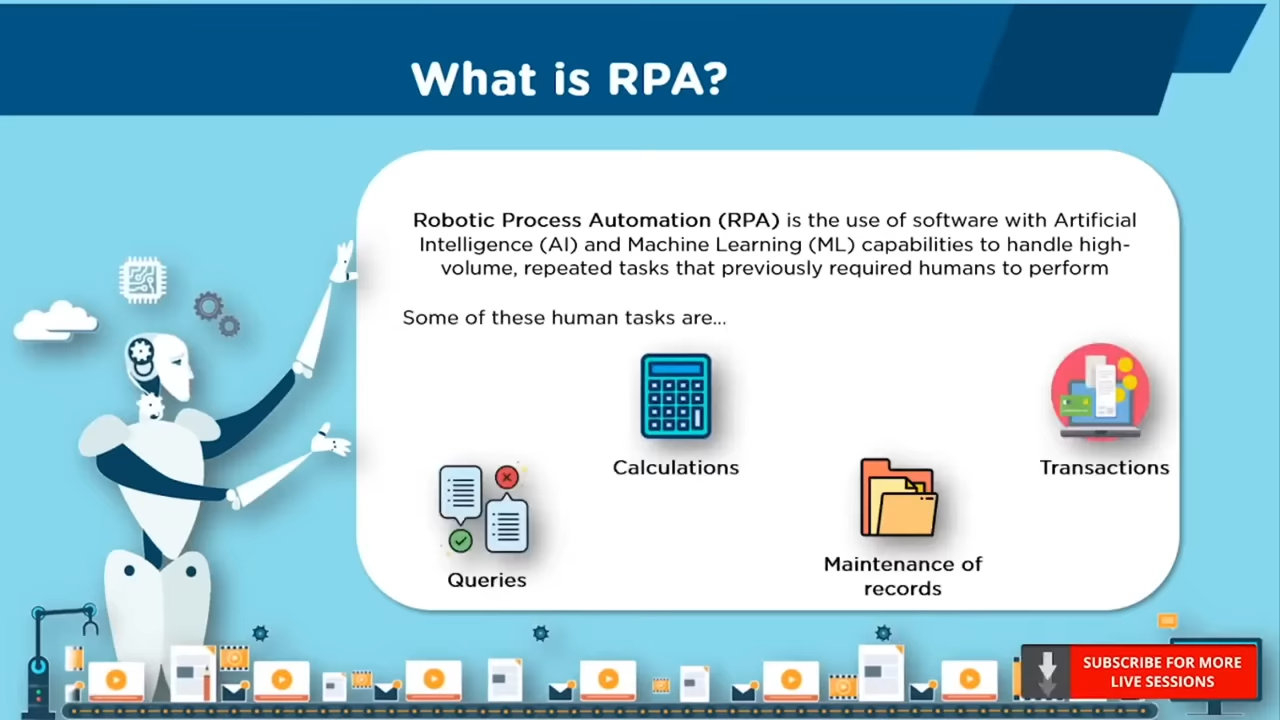 What is RPA?
Robotic Process Automation (RPA) is the use of software with Artificial
Intelligence (AI) and Machine Learning (ML) capabilities to handle high-
volume, repeated tasks that previously required humans to perform
Some of these human tasks are...
Calculations
Transactions
Queries
Maintenance of
records
SUBSCRIBE FOR MORE
LIVE SESSIONS